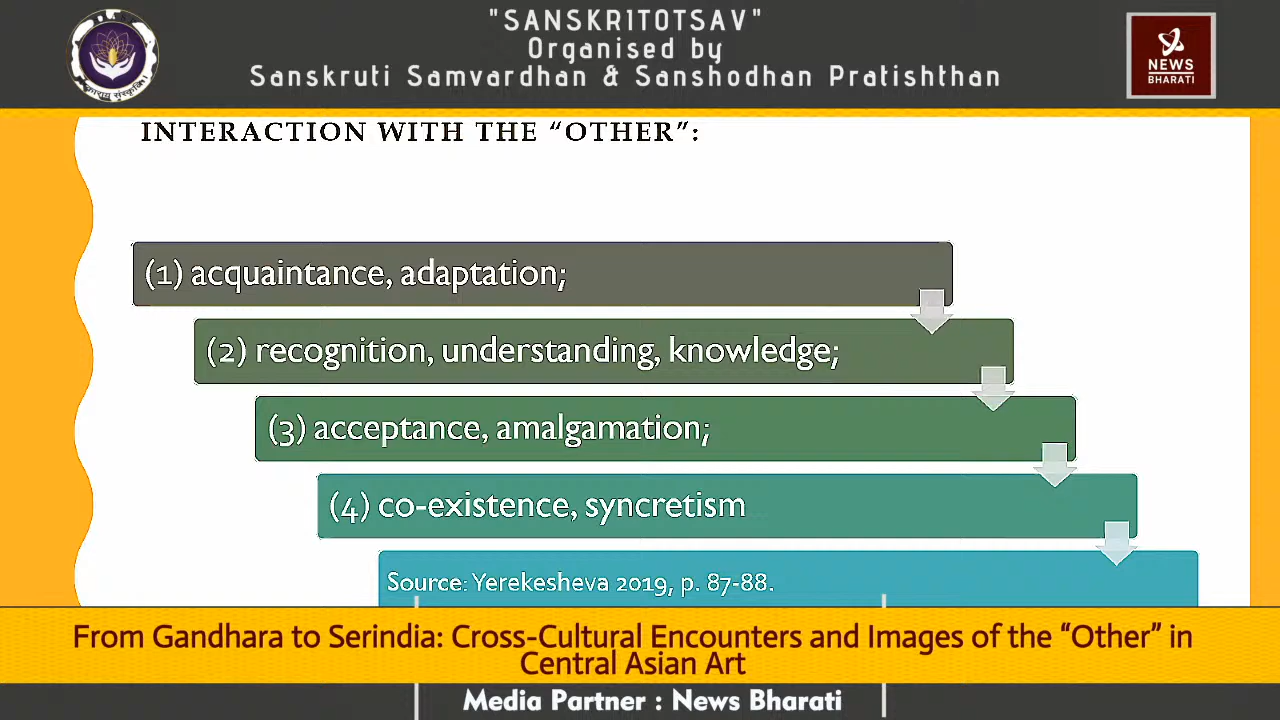 "SANSKRITOTSAV"
Organised by
Sanskruti Samvardhan & Sanshodhan Pratishthan
NEWS
BHARATI
INTERACTION WITH THE “OTHER”:
(1) acquaintance, adaptation;
(2) recognition, understanding, knowledge;
(3) acceptance, amalgamation;
(4) co-existence, syncretism
Source: Yerekesheva 2019, p. 87-88.
From Gandhara to Serindia: Cross-Cultural Encounters and Images of the “Other” in
Central Asian Art
Media Partner : News Bharati